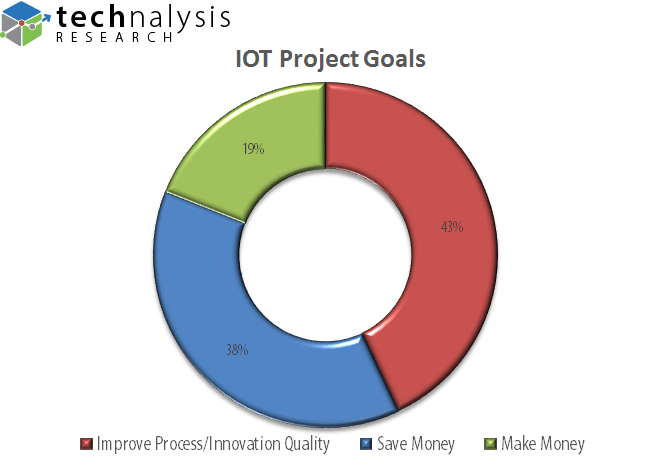 technalysis
RESEARCH
IOT Project Goals
19%
43%
38%
Improve Process/Innovation Quality Save Money Make Money